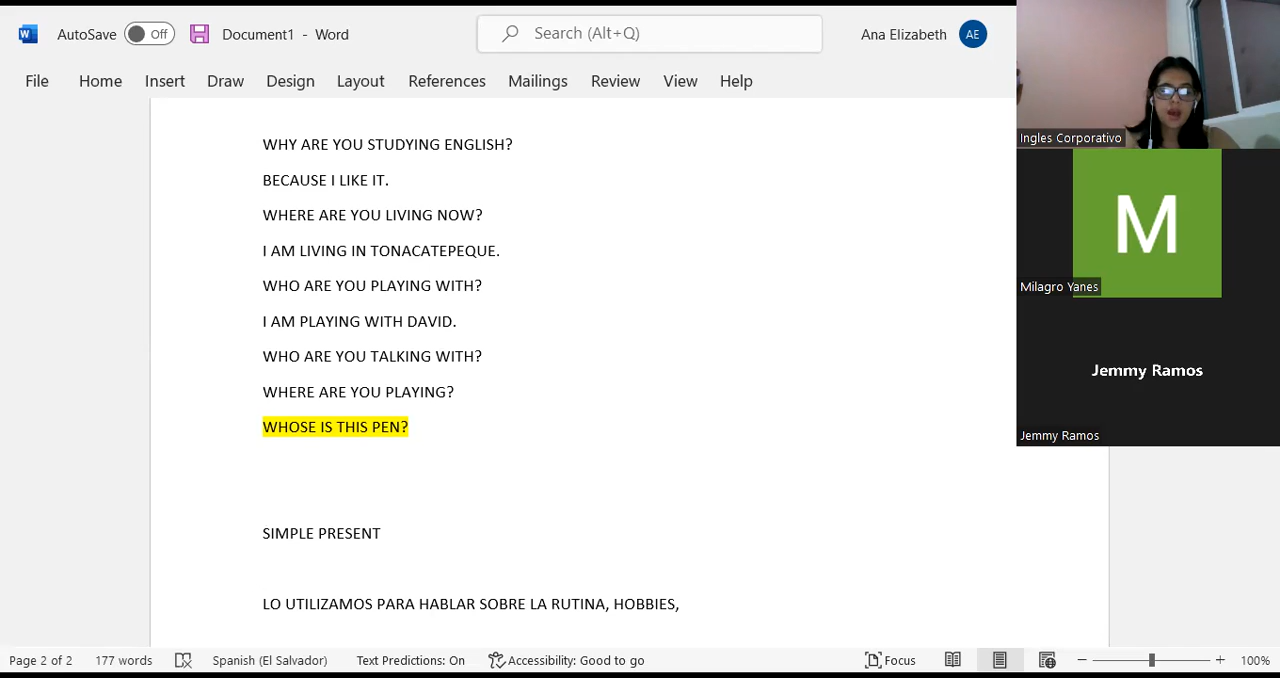 AutoSave Off Document1 - Word Search (Alt+Q) Ana Elizabeth AE
File Home Insert Draw Design Layout References Mailings Review View Help
WHY ARE YOU STUDYING ENGLISH?
BECAUSE I LIKE IT.
WHERE ARE YOU LIVING NOW?
I AM LIVING IN TONACATEPEQUE.
WHO ARE YOU PLAYING WITH?
I AM PLAYING WITH DAVID.
WHO ARE YOU TALKING WITH?
WHERE ARE YOU PLAYING?
WHOSE IS THIS PEN?
SIMPLE PRESENT
LO UTILIZAMOS PARA HABLAR SOBRE LA RUTINA, HOBBIES,
Ingles Corporativo
M
Milagro Yanes
Jemmy Ramos
Jemmy Ramos
Page 2 of 2 177 words Spanish (El Salvador) Text Predictions: On Accessibility: Good to go Focus 100%